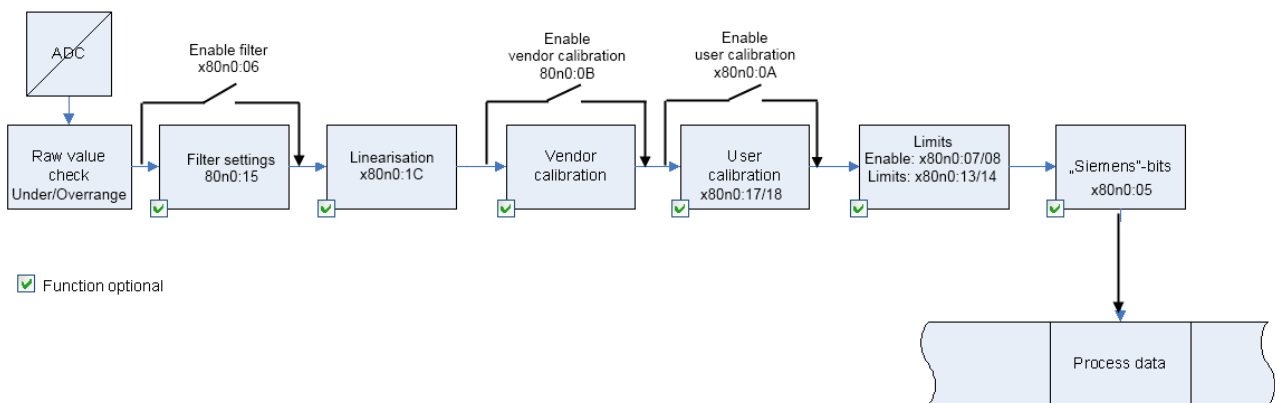 ADC
Enable filter
x80n0:06
Enable
vendor calibration
80n0:0B
Enable
user calibration
x80n0:0A
Raw value
check
Under/Overrange
Filter settings
80n0:15
Linearisation
x80n0:1C
Vendor
calibration
User
calibration
x80n0:17/18
Limits
Enable: x80n0:07/08
Limits: x80n0:13/14
„Siemens"-bits
x80n0:05
Function optional
Process data